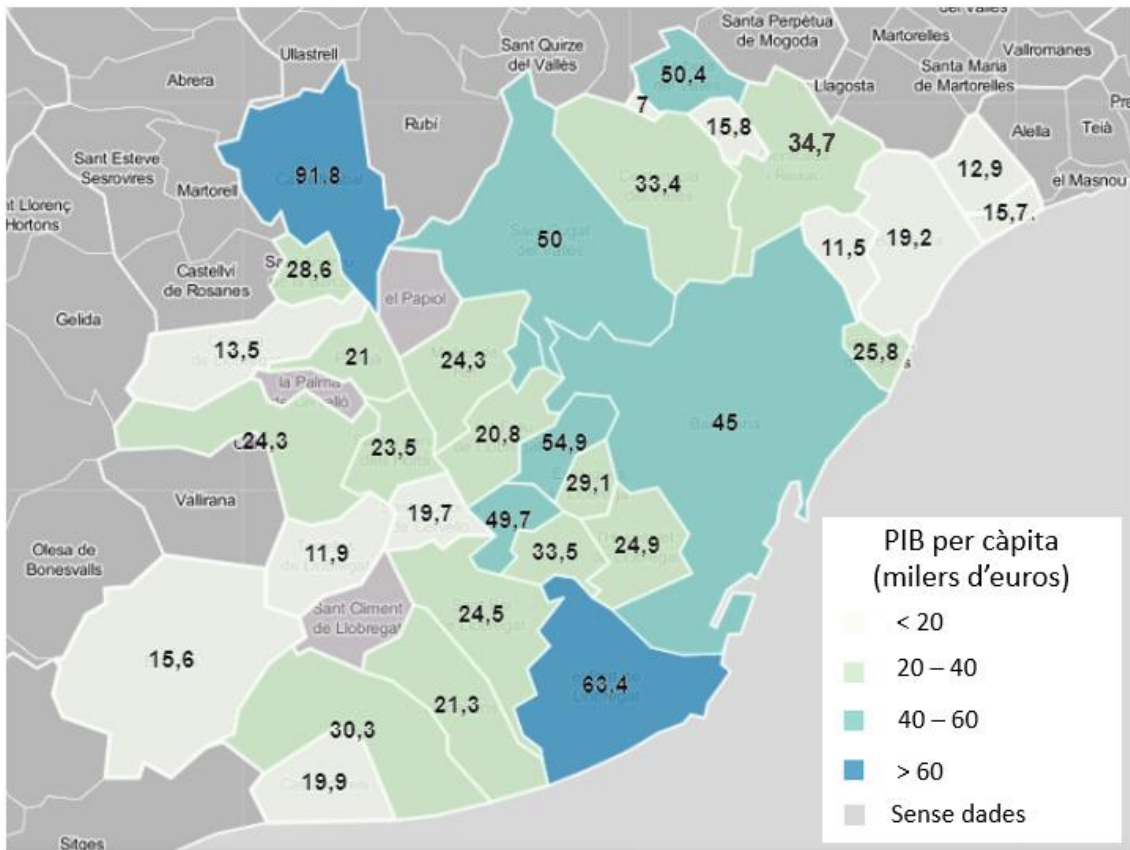 del Vallès
Santa Perpètua
de Mogoda
Martorelles
Vallromanes
Ullastrell
Sant Quirze
del Vallès
Abrera
Santa Maria
de Martorelles
Llagosta
50,4
7
15,8
Rubí
34,7
Alella
Teià
Sant Esteve
Sesrovires
Martorell
91,8
33,4
12,9
el Masnou
nt Llorenç
Hortons
15,7
50
11,5
19,2
28,6
Castellví
de Rosanes
el Papiol
Gelida
13,5
21
24,3
25,8
la Palma
de Cervelló
45
24,3
23,5
20,8
54,9
29,1
Vallirana
19,7
49,7
33,5
24,9
Olesa de
Bonesvalls
11,9
Sant Climent
de Llobregat
24,5
15,6
63,4
21,3
30,3
19,9
Sitges
PIB per càpita
(milers d'euros)
< 20
20 – 40
40 – 60
> 60
Sense dades